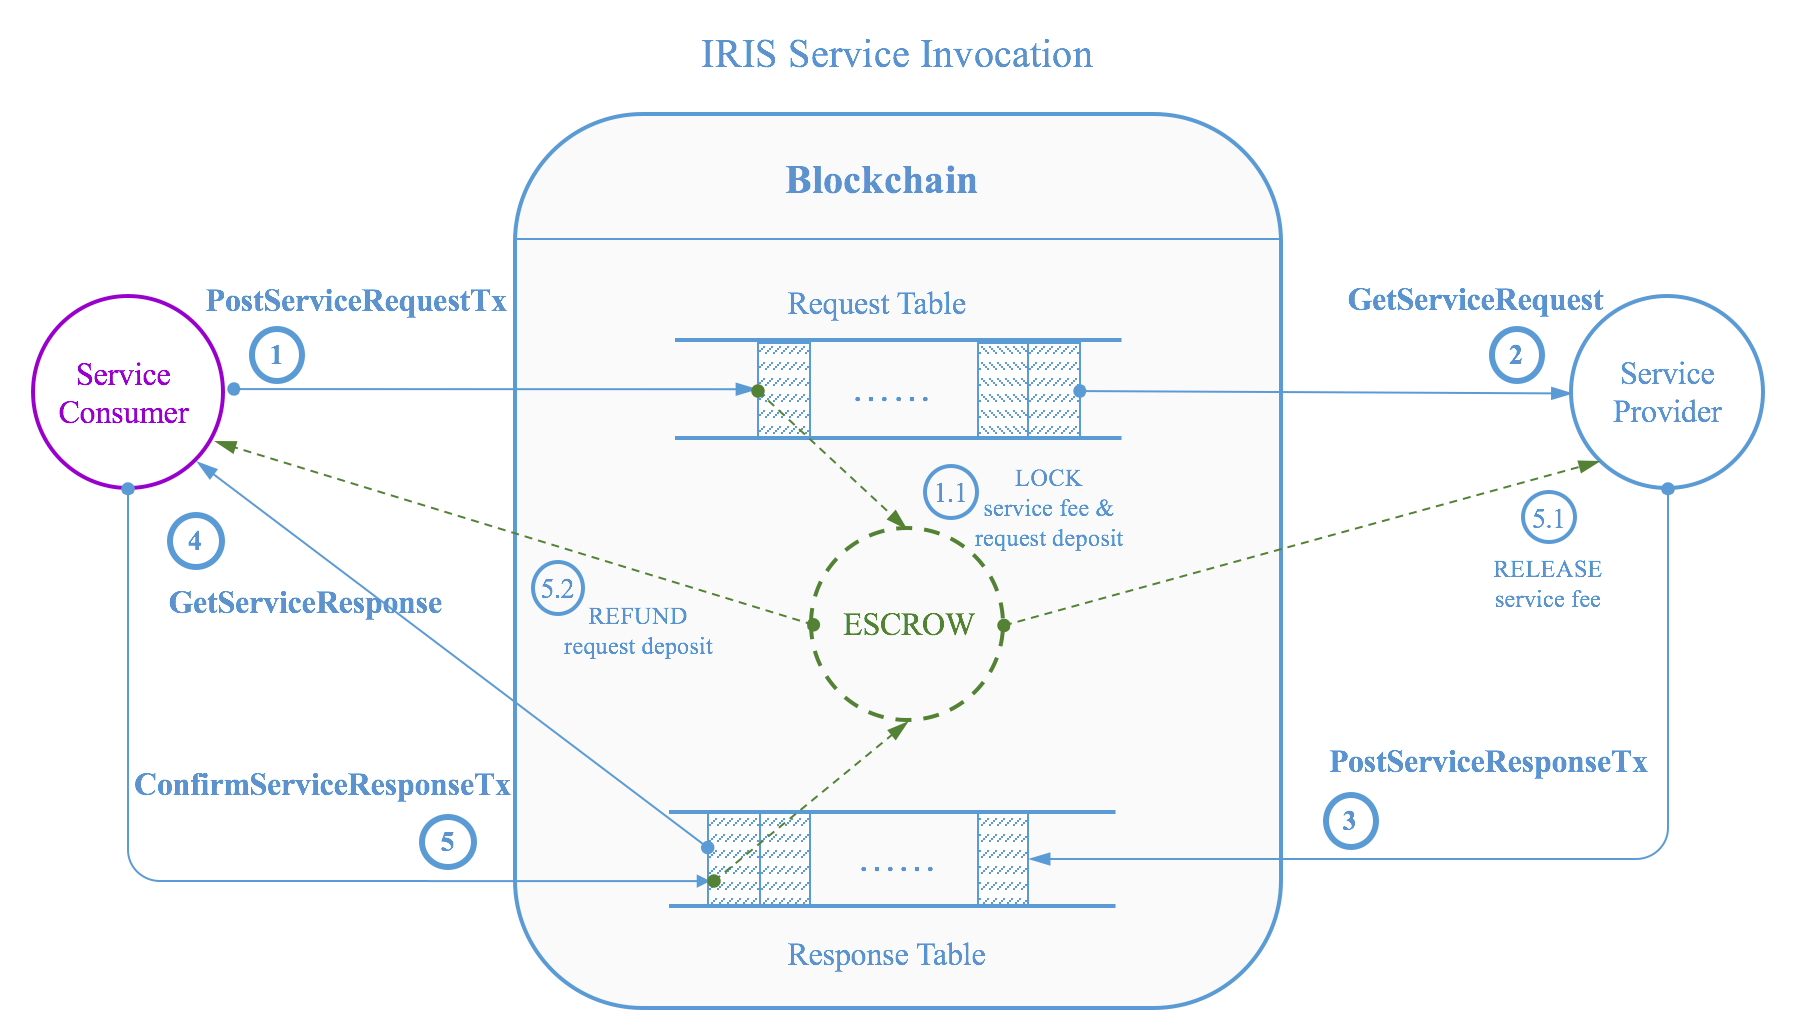 IRIS Service Invocation
Blockchain
PostServiceRequestTx
1
Service
Consumer
Request Table
......
GetServiceRequest
2
Service
Provider
1.1
LOCK
service fee &
request deposit
5.1
RELEASE
service fee
4
GetServiceResponse
5.2
REFUND
request deposit
ESCROW
ConfirmServiceResponseTx
5
PostServiceResponseTx
3
......
Response Table